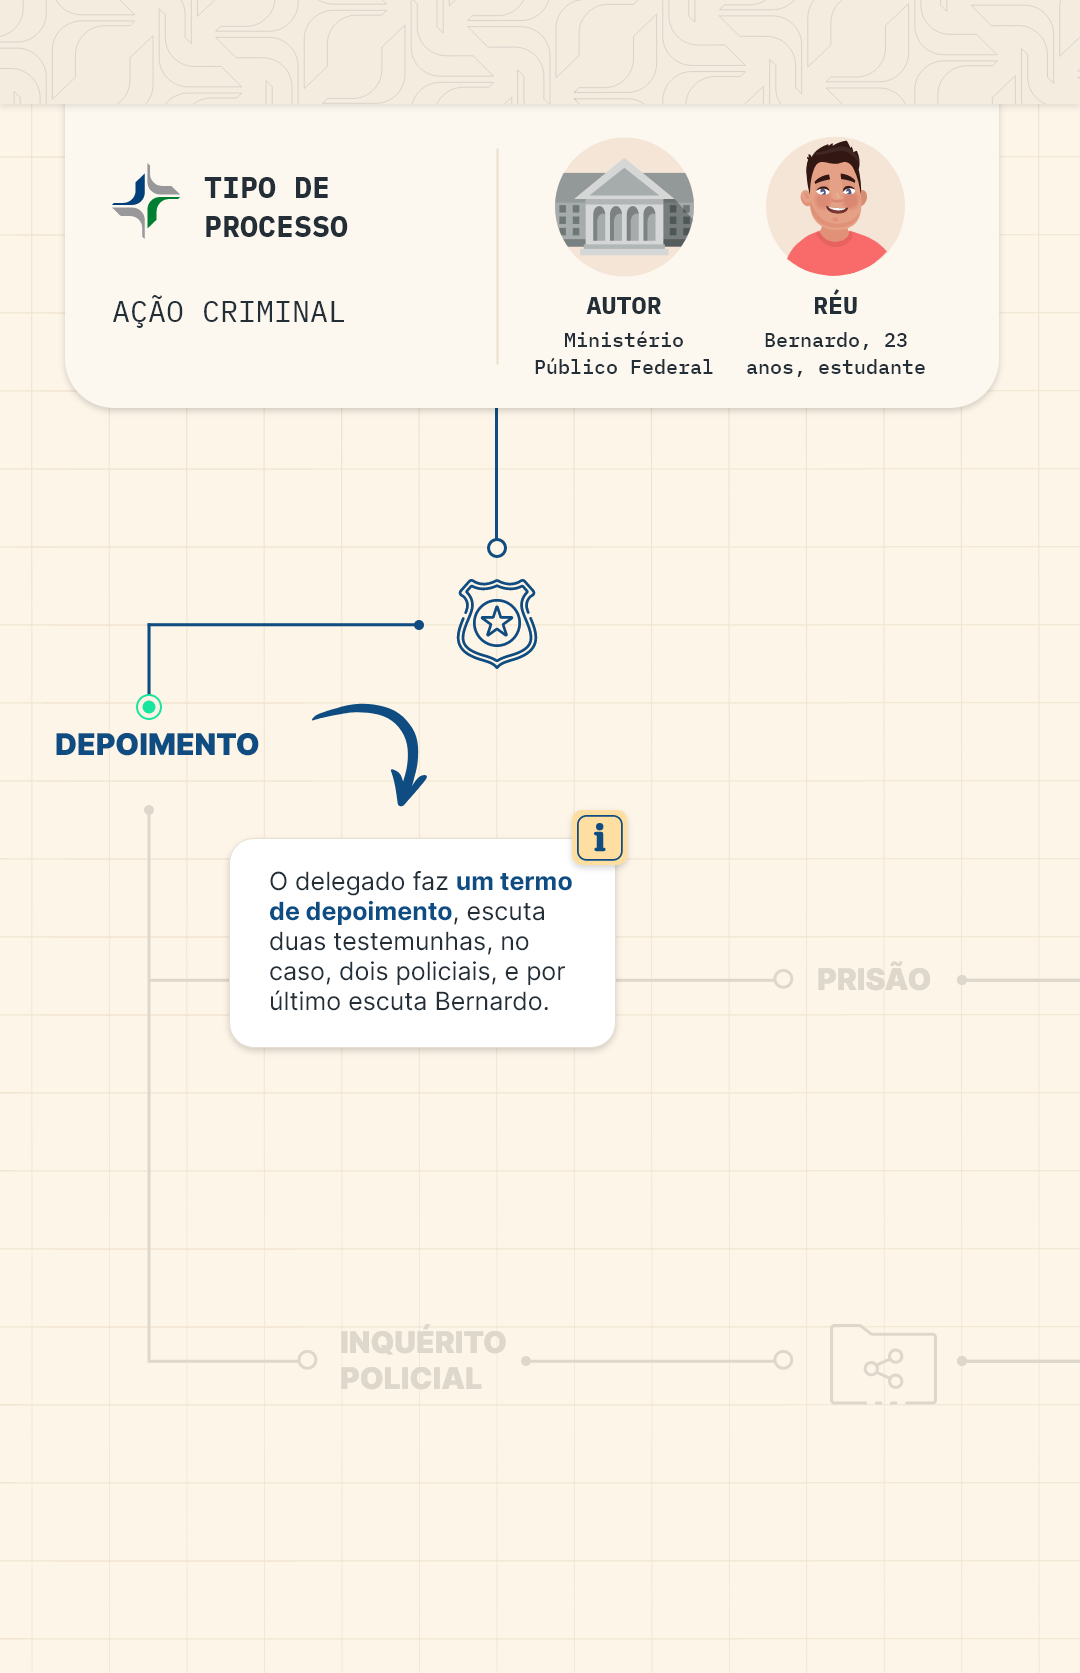 TIPO DE
PROCESSO
AÇÃO CRIMINAL
AUTOR
Ministério
Público Federal
RÉU
Bernardo, 23
anos, estudante
DEPOIMENTO
i
O delegado faz um termo
de depoimento, escuta
duas testemunhas, no
caso, dois policiais, e por
último escuta Bernardo.
PRISÃO
INQUÉRITO
POLICIAL